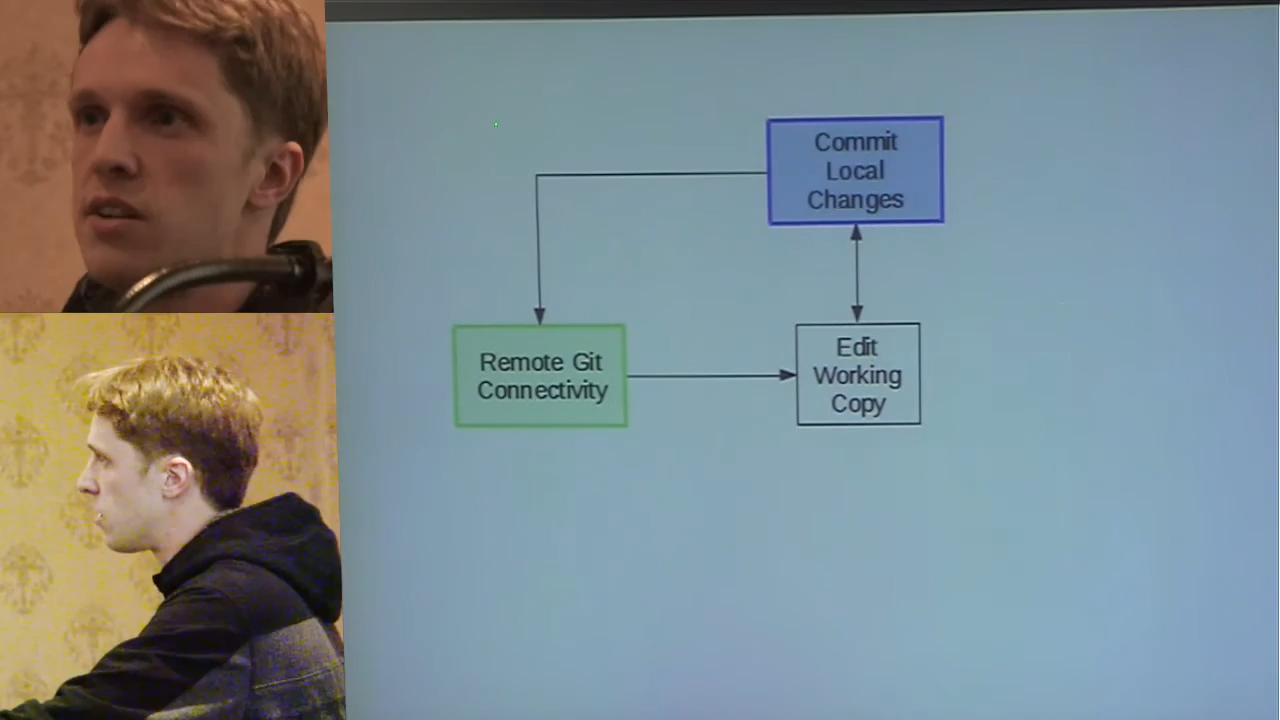 Commit
Local
Changes
Remote Git
Connectivity
Edit
Working
Copy